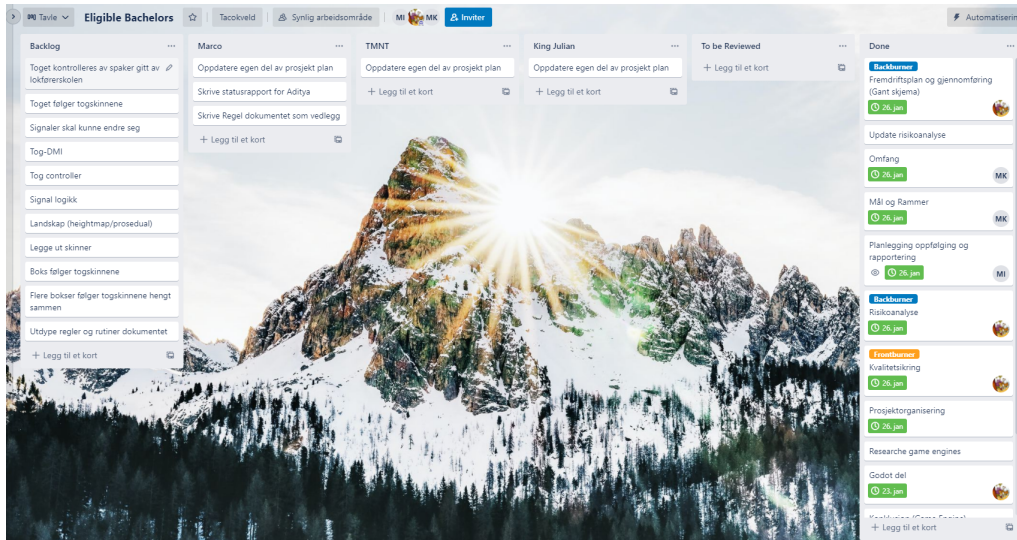 Tavle
Eligible Bachelors
Tacokveld
Synlig arbeidsområde
MI
MK
Inviter
Automatiserin
Backlog
Toget kontrolleres av spaker gitt av
lokførerskolen
Toget følger togskinnene
Signaler skal kunne endre seg
Tog-DMI
Tog controller
Signal logikk
Landskap (heightmap/prosedual)
Legge ut skinner
Boks følger togskinnene
Flere bokser følger togskinnene hengt
sammen
Utdype regler og rutiner dokumentet
+ Legg til et kort
Marco
Oppdatere egen del av prosjekt plan
Skrive statusrapport for Aditya
Skrive Regel dokumentet som vedlegg
+ Legg til et kort
TMNT
Oppdatere egen del av prosjekt plan
+ Legg til et kort
King Julian
Oppdatere egen del av prosjekt plan
+ Legg til et kort
To be Reviewed
+ Legg til et kort
Done
Backburner
Fremdriftsplan og gjennomføring
(Gant skjema)
26. jan
Update risikoanalyse
Omfang
26. jan
MK
Mål og Rammer
26. jan
MK
Planlegging oppfølging og
rapportering
26. jan
MI
Backburner
Risikoanalyse
26. jan
Frontburner
Kvalitetsikring
26. jan
Prosjektorganisering
26. jan
Researche game engines
Godot del
23. jan
+ Legg til et kort